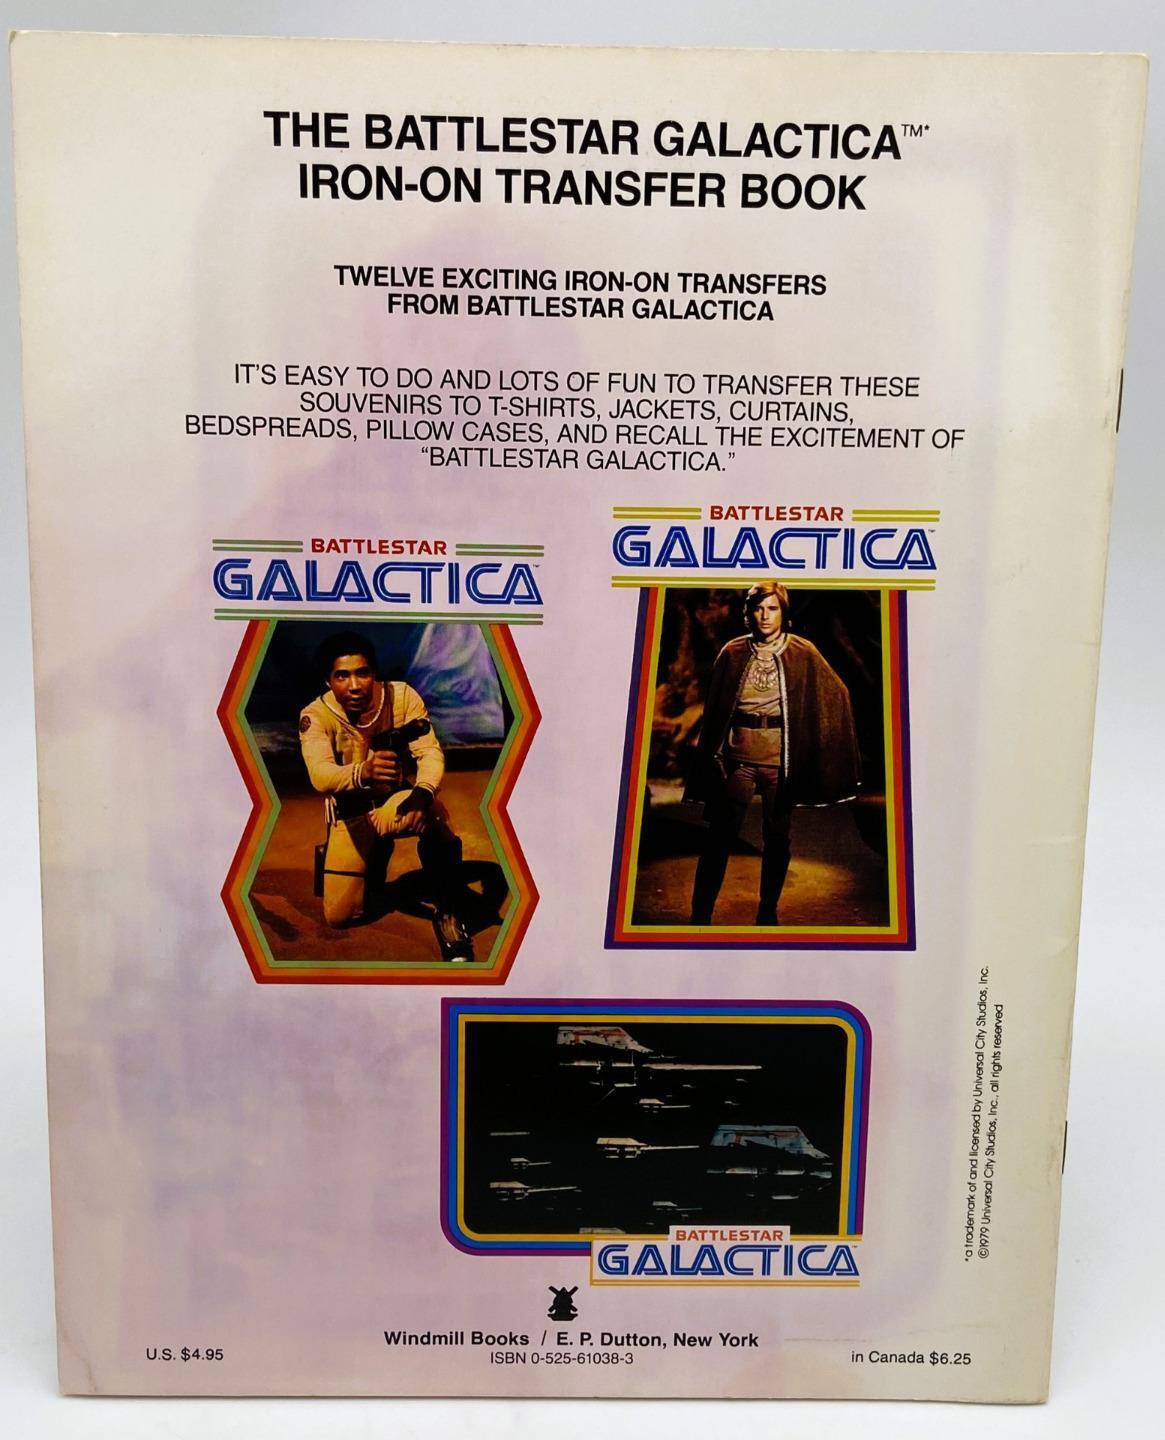 THE BATTLESTAR GALACTICA™*
IRON-ON TRANSFER BOOK
TWELVE EXCITING IRON-ON TRANSFERS
FROM BATTLESTAR GALACTICA
IT'S EASY TO DO AND LOTS OF FUN TO TRANSFER THESE
SOUVENIRS TO T-SHIRTS, JACKETS, CURTAINS,
BEDSPREADS, PILLOW CASES, AND RECALL THE EXCITEMENT OF
“BATTLESTAR GALACTICA.”
BATTLESTAR
GALACTICA™
BATTLESTAR
GALACTICA™
BATTLESTAR
GALACTICA™
*a trademark of and licensed by Universal City Studios, Inc.
©1979 Universal City Studios, Inc., all rights reserved
Windmill Books / E. P. Dutton, New York
ISBN 0-525-61038-3
U.S. $4.95
in Canada $6.25